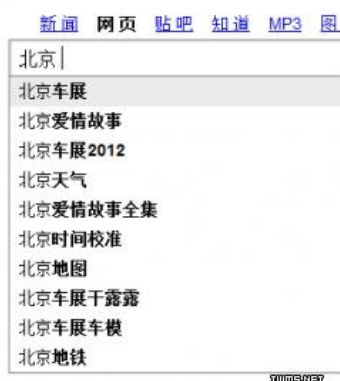 新闻 网页 贴吧 知道 MP3 图
北京
北京车展
北京爱情故事
北京车展2012
北京天气
北京爱情故事全集
北京时间校准
北京地图
北京车展干露露
北京车展车模
北京地铁